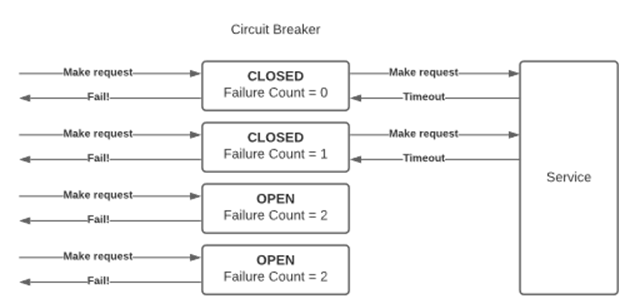 Circuit Breaker
Make request
CLOSED
Failure Count = 0
Make request
Fail!
Timeout
Make request
CLOSED
Failure Count = 1
Make request
Fail!
Timeout
Service
Make request
OPEN
Failure Count = 2
Fail!
Make request
OPEN
Failure Count = 2
Fail!